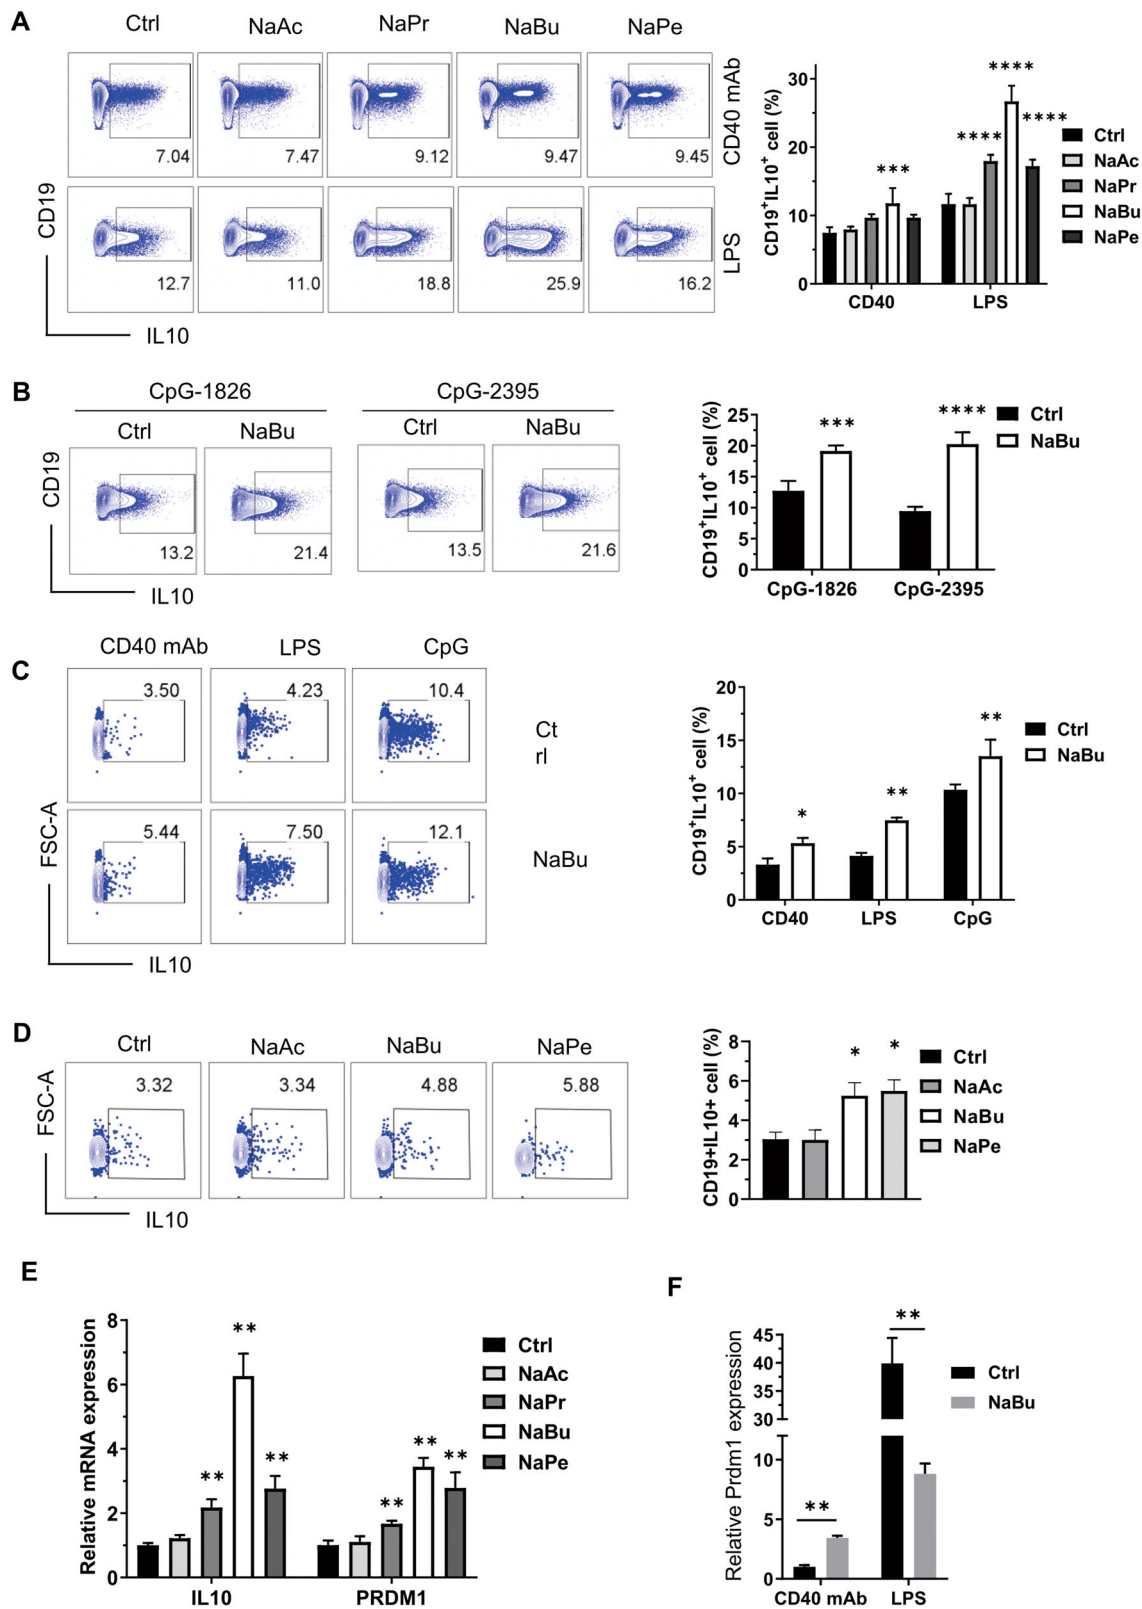 A
Ctrl NaAc NaPr NaBu NaPe
7.04 7.47 9.12 9.47 9.45
CD40 mAb
12.7 11.0 18.8 25.9 16.2
LPS
CD19
IL10
CD19+IL10+ cell (%)
30
20
10
0
**** 
**** ****
***
CD40 LPS
Ctrl
NaAc
NaPr
NaBu
NaPe
B
CpG-1826 CpG-2395
Ctrl NaBu Ctrl NaBu
13.2 21.4 13.5 21.6
CD19
IL10
CD19+IL10+ cell (%)
25
20
15
10
5
0
*** ****
CpG-1826 CpG-2395
Ctrl
NaBu
C
CD40 mAb LPS CpG
3.50 4.23 10.4
Ct
rl
5.44 7.50 12.1
NaBu
FSC-A
IL10
CD19+IL10+ cell (%)
20
15
10
5
0
* ** **
CD40 LPS CpG
Ctrl
NaBu
D
Ctrl NaAc NaBu NaPe
3.32 3.34 4.88 5.88
FSC-A
IL10
CD19+IL10+ cell (%)
8
6
4
2
0
* *
Ctrl
NaAc
NaBu
NaPe
E
Relative mRNA expression
8
6
4
2
0
** ** ** ** ** **
IL10 PRDM1
Ctrl
NaAc
NaPr
NaBu
NaPe
F
Relative Prdm1 expression
45
40
35
30
10
5
0
** **
CD40 mAb LPS
Ctrl
NaBu